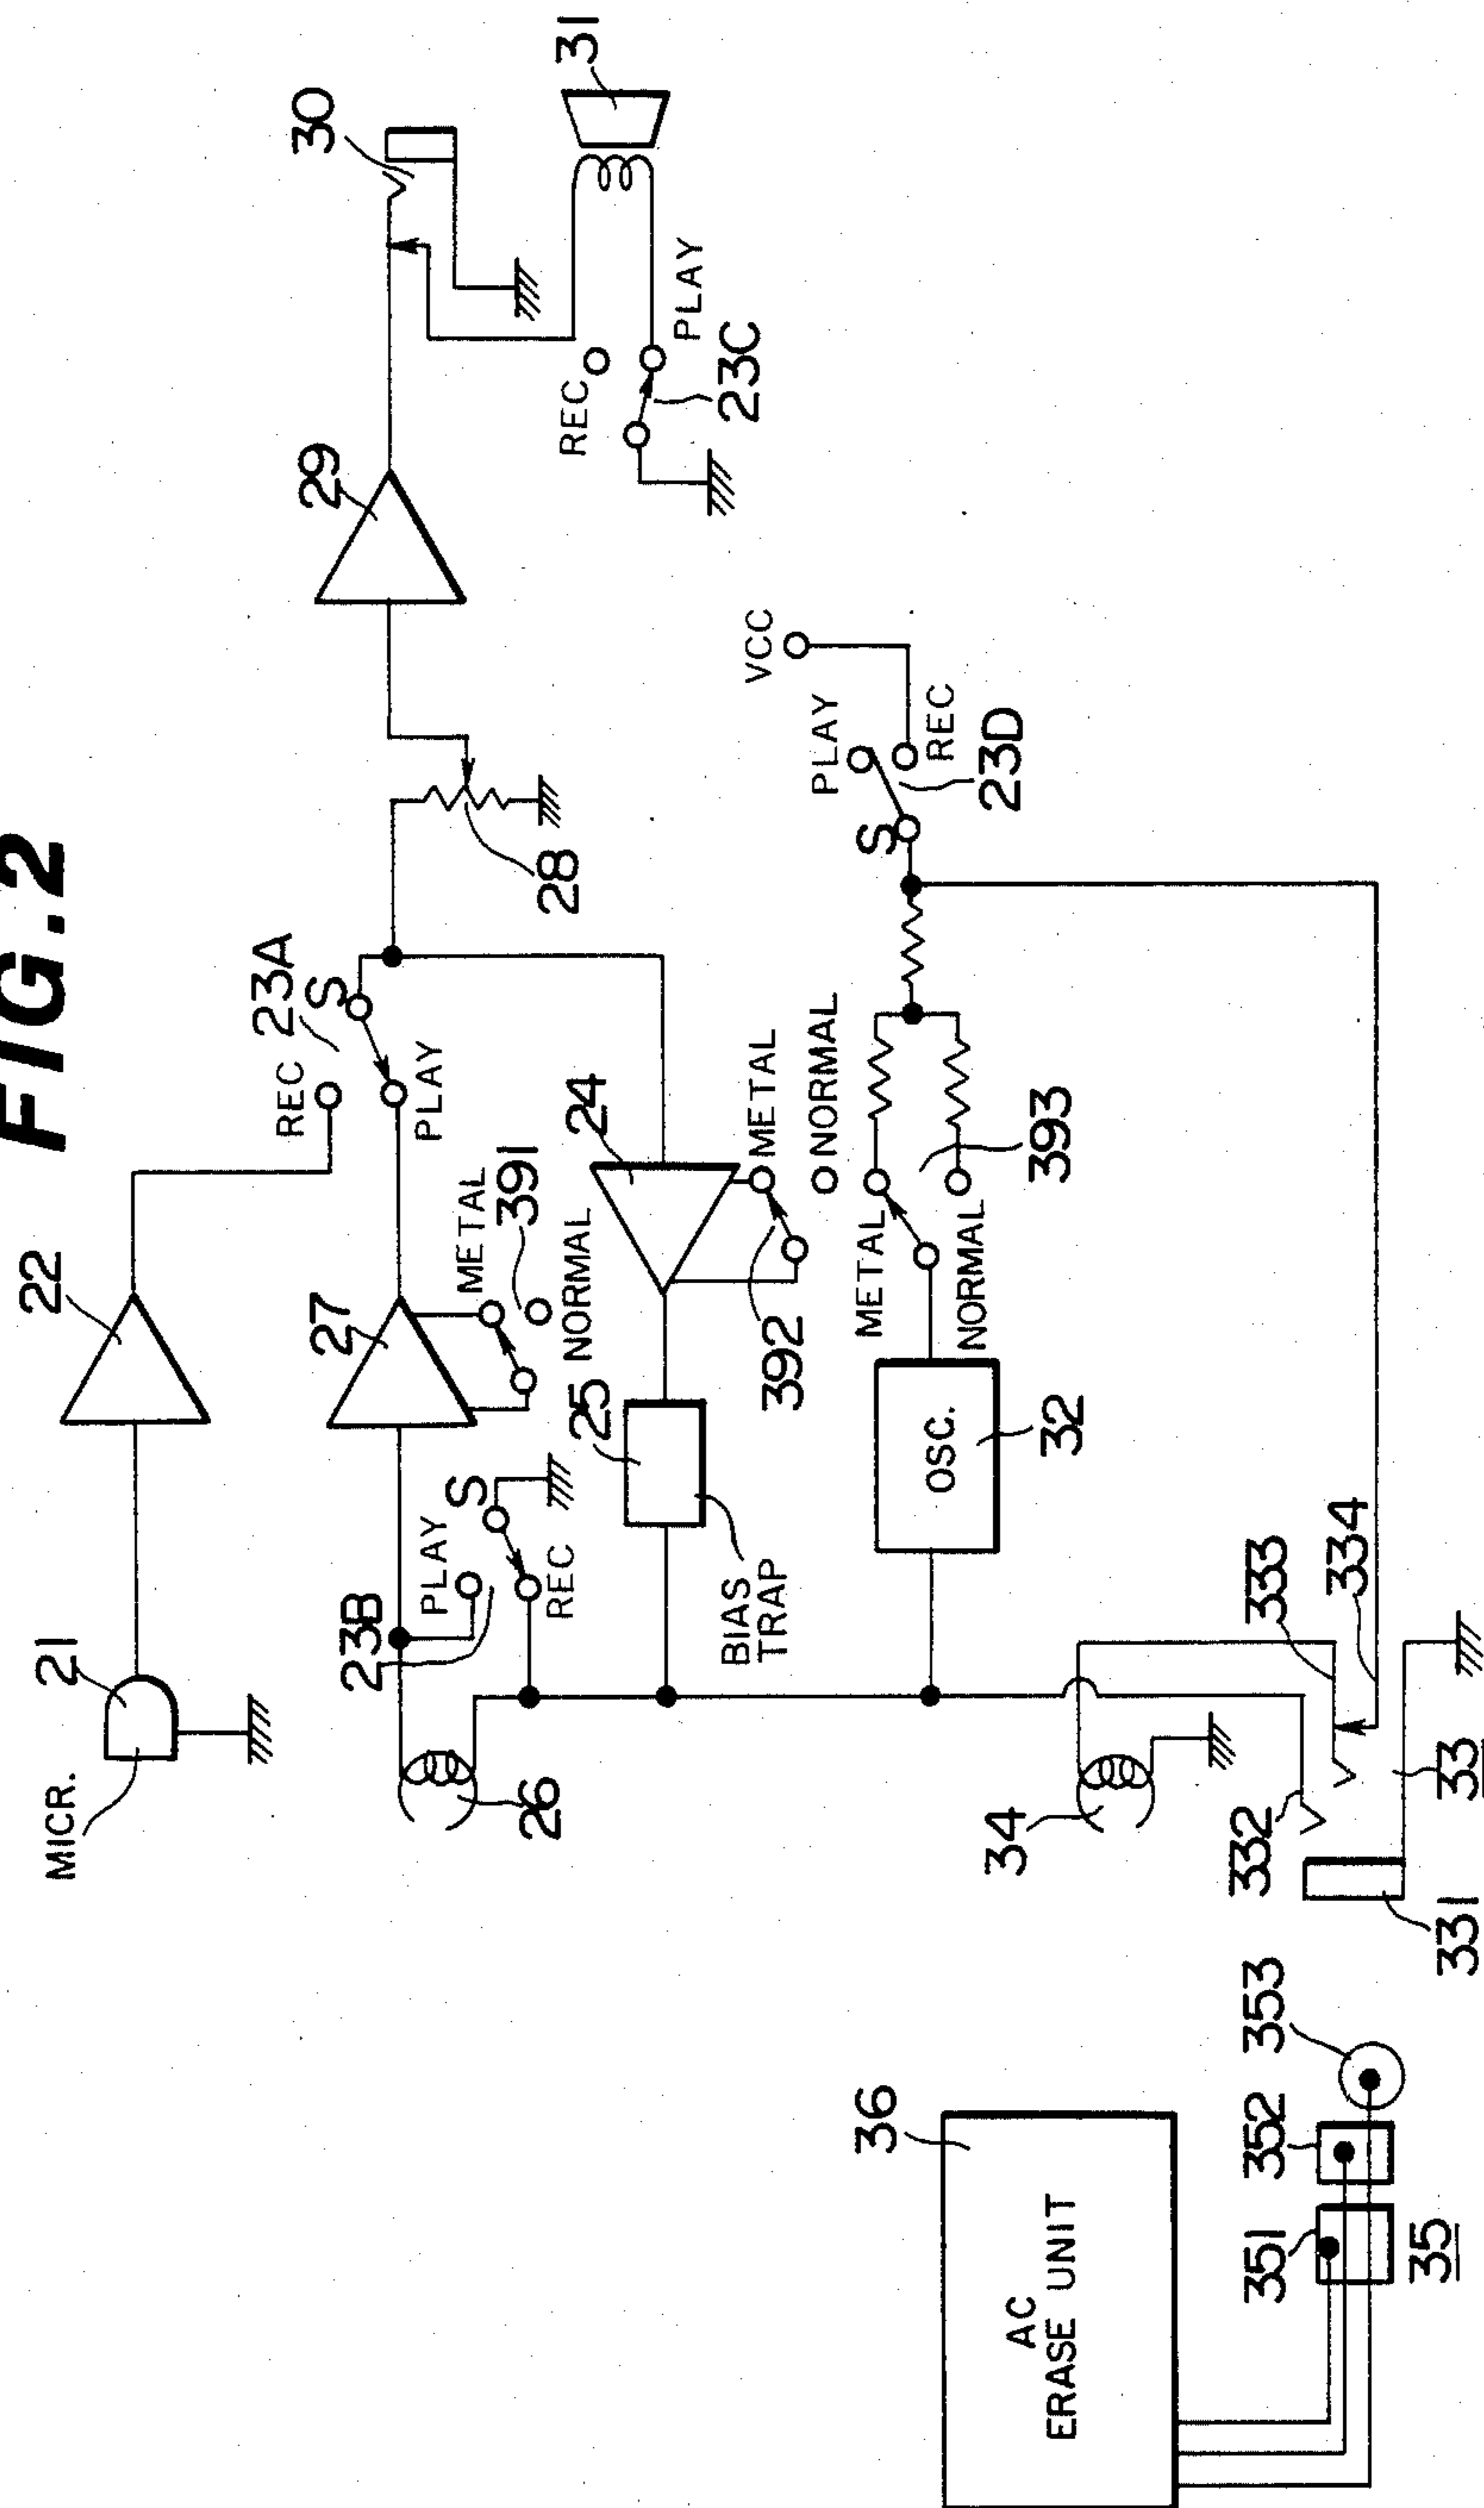 FIG.2
MICR.
21
22
REC
23A
S
PLAY
27
METAL
391
NORMAL
23B
PLAY
S
REC
26
28
29
30
31
REC
PLAY
23C
24
METAL
392
NORMAL
25
BIAS
TRAP
VCC
PLAY
REC
S
23D
METAL
NORMAL
393
OSC.
32
34
333
334
332
33
331
36
AC
ERASE UNIT
351
352
353
35